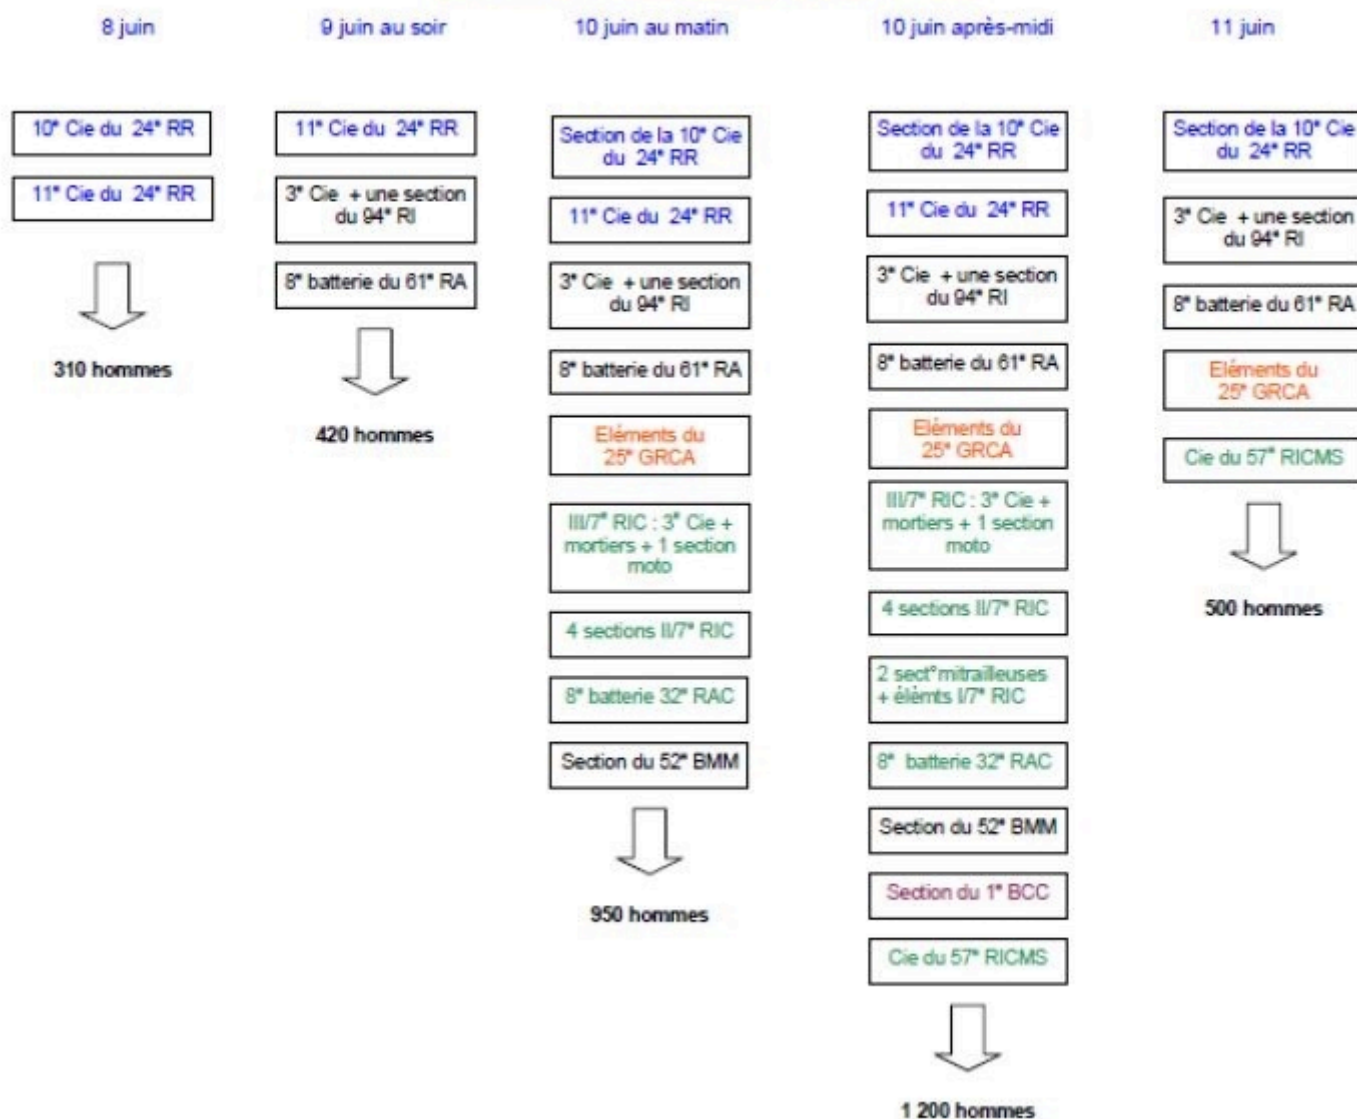 8 juin
9 juin au soir
10 juin au matin
10 juin après-midi
11 juin
10° Cie du 24° RR
11° Cie du 24° RR
310 hommes
11° Cie du 24° RR
3° Cie + une section
du 94° RI
8° batterie du 61° RA
420 hommes
Section de la 10° Cie
du 24° RR
11° Cie du 24° RR
3° Cie + une section
du 94° RI
8° batterie du 61° RA
Eléments du
25° GRCA
III/7° RIC : 3° Cie +
mortiers + 1 section
moto
4 sections II/7° RIC
8° batterie 32° RAC
Section du 52° BMM
950 hommes
Section de la 10° Cie
du 24° RR
11° Cie du 24° RR
3° Cie + une section
du 94° RI
8° batterie du 61° RA
Eléments du
25° GRCA
III/7° RIC : 3° Cie +
mortiers + 1 section
moto
4 sections II/7° RIC
2 sect°mitrailleuses
+ élémts I/7° RIC
8° batterie 32° RAC
Section du 52° BMM
Section du 1° BCC
Cie du 57° RICMS
1 200 hommes
Section de la 10° Cie
du 24° RR
3° Cie + une section
du 94° RI
8° batterie du 61° RA
Eléments du
25° GRCA
Cie du 57° RICMS
500 hommes